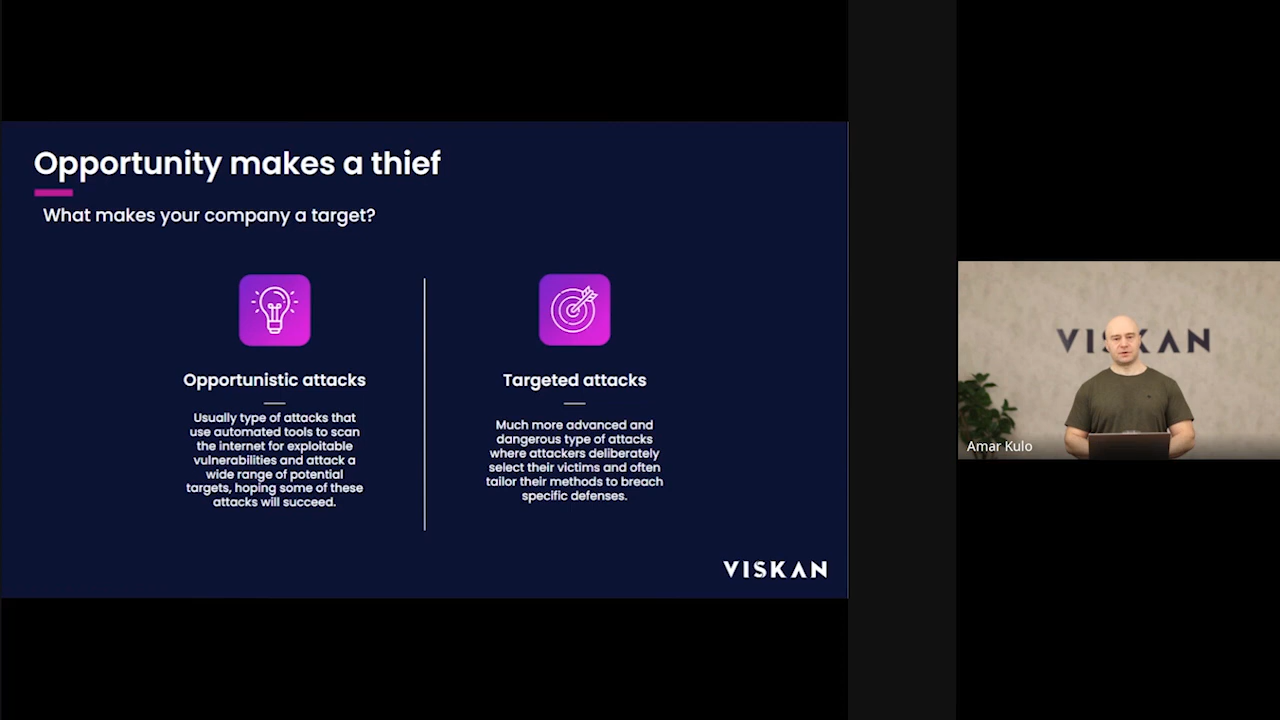 Opportunity makes a thief
What makes your company a target?
Opportunistic attacks
Usually type of attacks that
use automated tools to scan
the internet for exploitable
vulnerabilities and attack a
wide range of potential
targets, hoping some of these
attacks will succeed.
Targeted attacks
Much more advanced and
dangerous type of attacks
where attackers deliberately
select their victims and often
tailor their methods to breach
specific defenses.
VISKAN
VISKAN
Amar Kulo